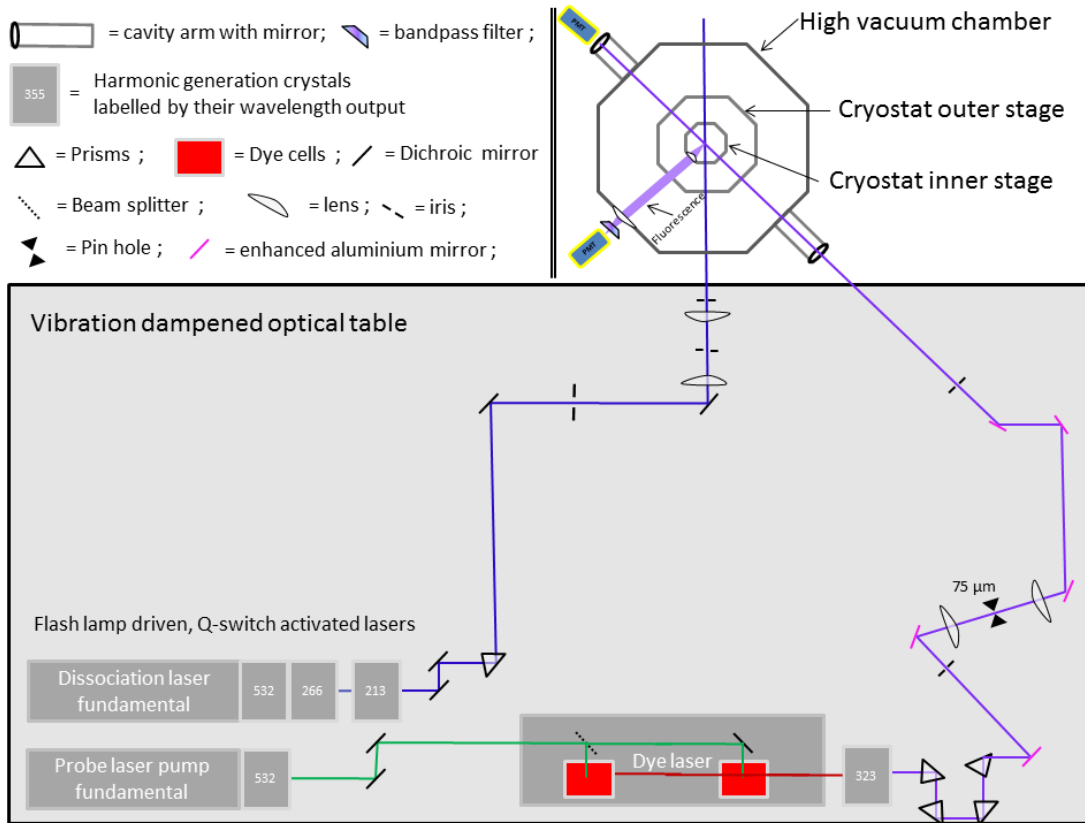 = cavity arm with mirror;
= bandpass filter ;
355
= Harmonic generation crystals
labelled by their wavelength output
= Prisms ;
= Dye cells ;
= Dichroic mirror
= Beam splitter ;
= lens ;
= iris ;
= Pin hole ;
= enhanced aluminium mirror ;
PMT
High vacuum chamber
Cryostat outer stage
Cryostat inner stage
Fluorescence
PMT
Vibration dampened optical table
75 µm
Flash lamp driven, Q-switch activated lasers
Dissociation laser
fundamental
532
266
213
Probe laser pump
fundamental
532
Dye laser
323